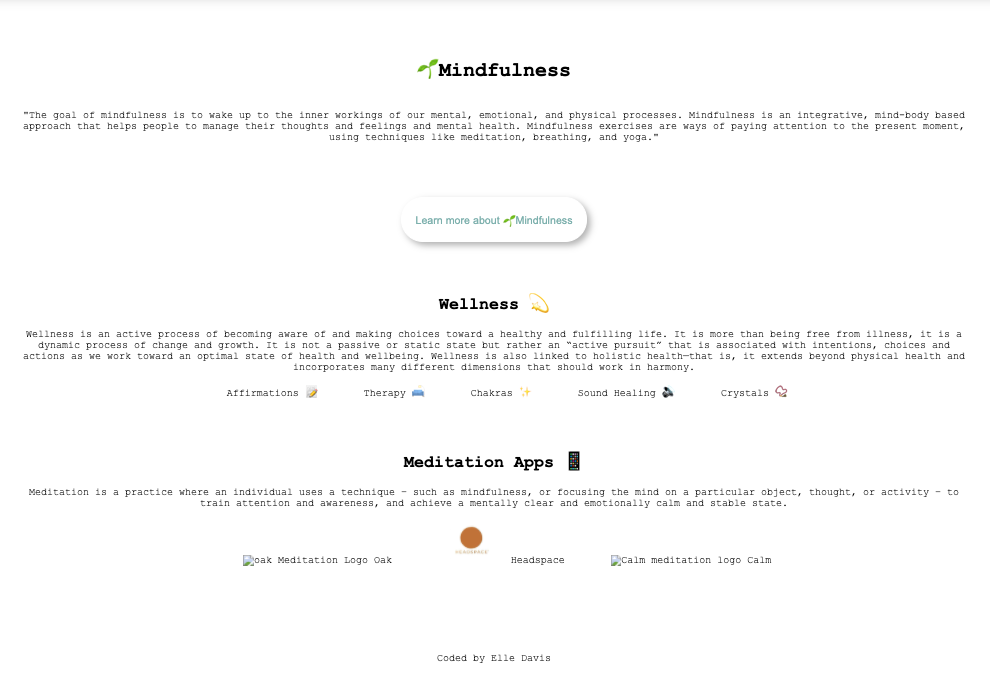 🌱Mindfulness
"The goal of mindfulness is to wake up to the inner workings of our mental, emotional, and physical processes. Mindfulness is an integrative, mind-body based
approach that helps people to manage their thoughts and feelings and mental health. Mindfulness exercises are ways of paying attention to the present moment,
using techniques like meditation, breathing, and yoga."
Learn more about 🌱Mindfulness
Wellness 💫
Wellness is an active process of becoming aware of and making choices toward a healthy and fulfilling life. It is more than being free from illness, it is a
dynamic process of change and growth. It is not a passive or static state but rather an “active pursuit” that is associated with intentions, choices and
actions as we work toward an optimal state of health and wellbeing. Wellness is also linked to holistic health—that is, it extends beyond physical health and
incorporates many different dimensions that should work in harmony.
Affirmations 📝 Therapy 🛋 Chakras ✨ Sound Healing 🔊 Crystals 📿
Meditation Apps 📱
Meditation is a practice where an individual uses a technique – such as mindfulness, or focusing the mind on a particular object, thought, or activity – to
train attention and awareness, and achieve a mentally clear and emotionally calm and stable state.
HEADSPACE
oak Meditation Logo Oak Headspace Calm meditation logo Calm
Coded by Elle Davis